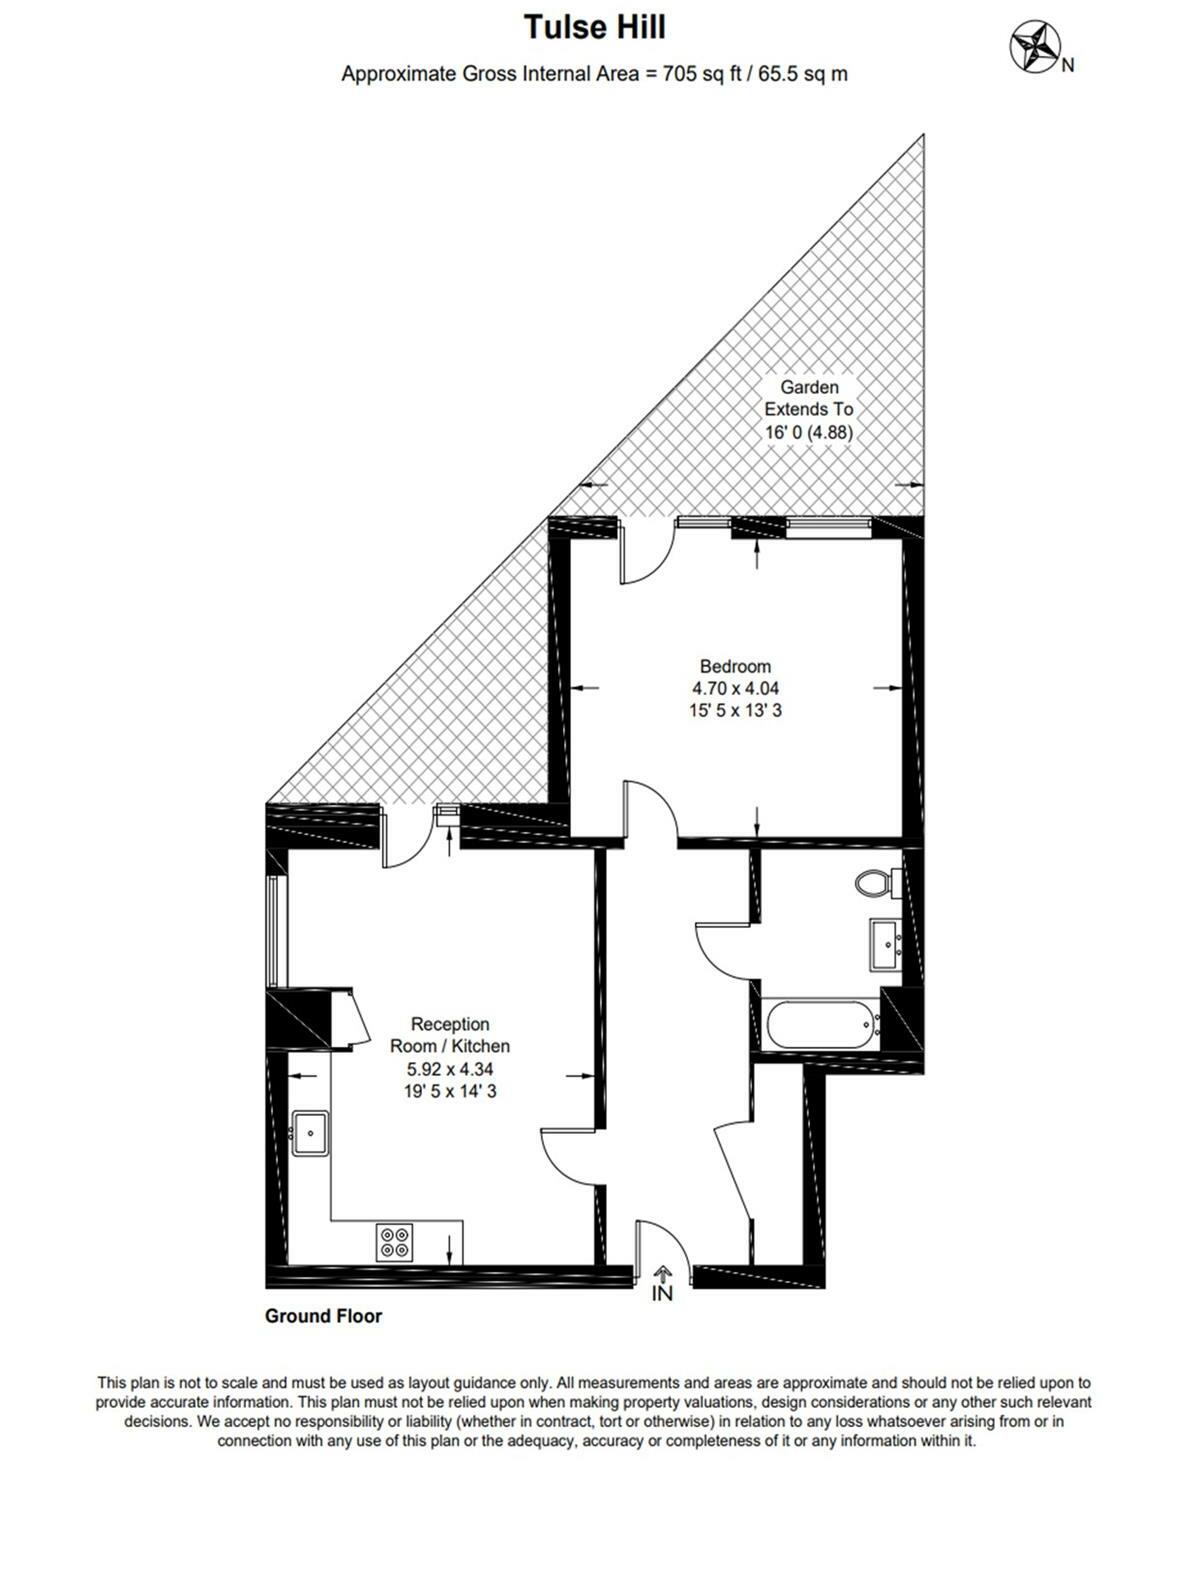 Tulse Hill
Approximate Gross Internal Area = 705 sq ft / 65.5 sq m
N
Garden
Extends To
16' 0 (4.88)
Bedroom
4.70 x 4.04
15' 5 x 13' 3
Reception
Room / Kitchen
5.92 x 4.34
19' 5 x 14' 3
IN
Ground Floor
This plan is not to scale and must be used as layout guidance only. All measurements and areas are approximate and should not be relied upon to
provide accurate information. This plan must not be relied upon when making property valuations, design considerations or any other such relevant
decisions. We accept no responsibility or liability (whether in contract, tort or otherwise) in relation to any loss whatsoever arising from or in
connection with any use of this plan or the adequacy, accuracy or completeness of it or any information within it.